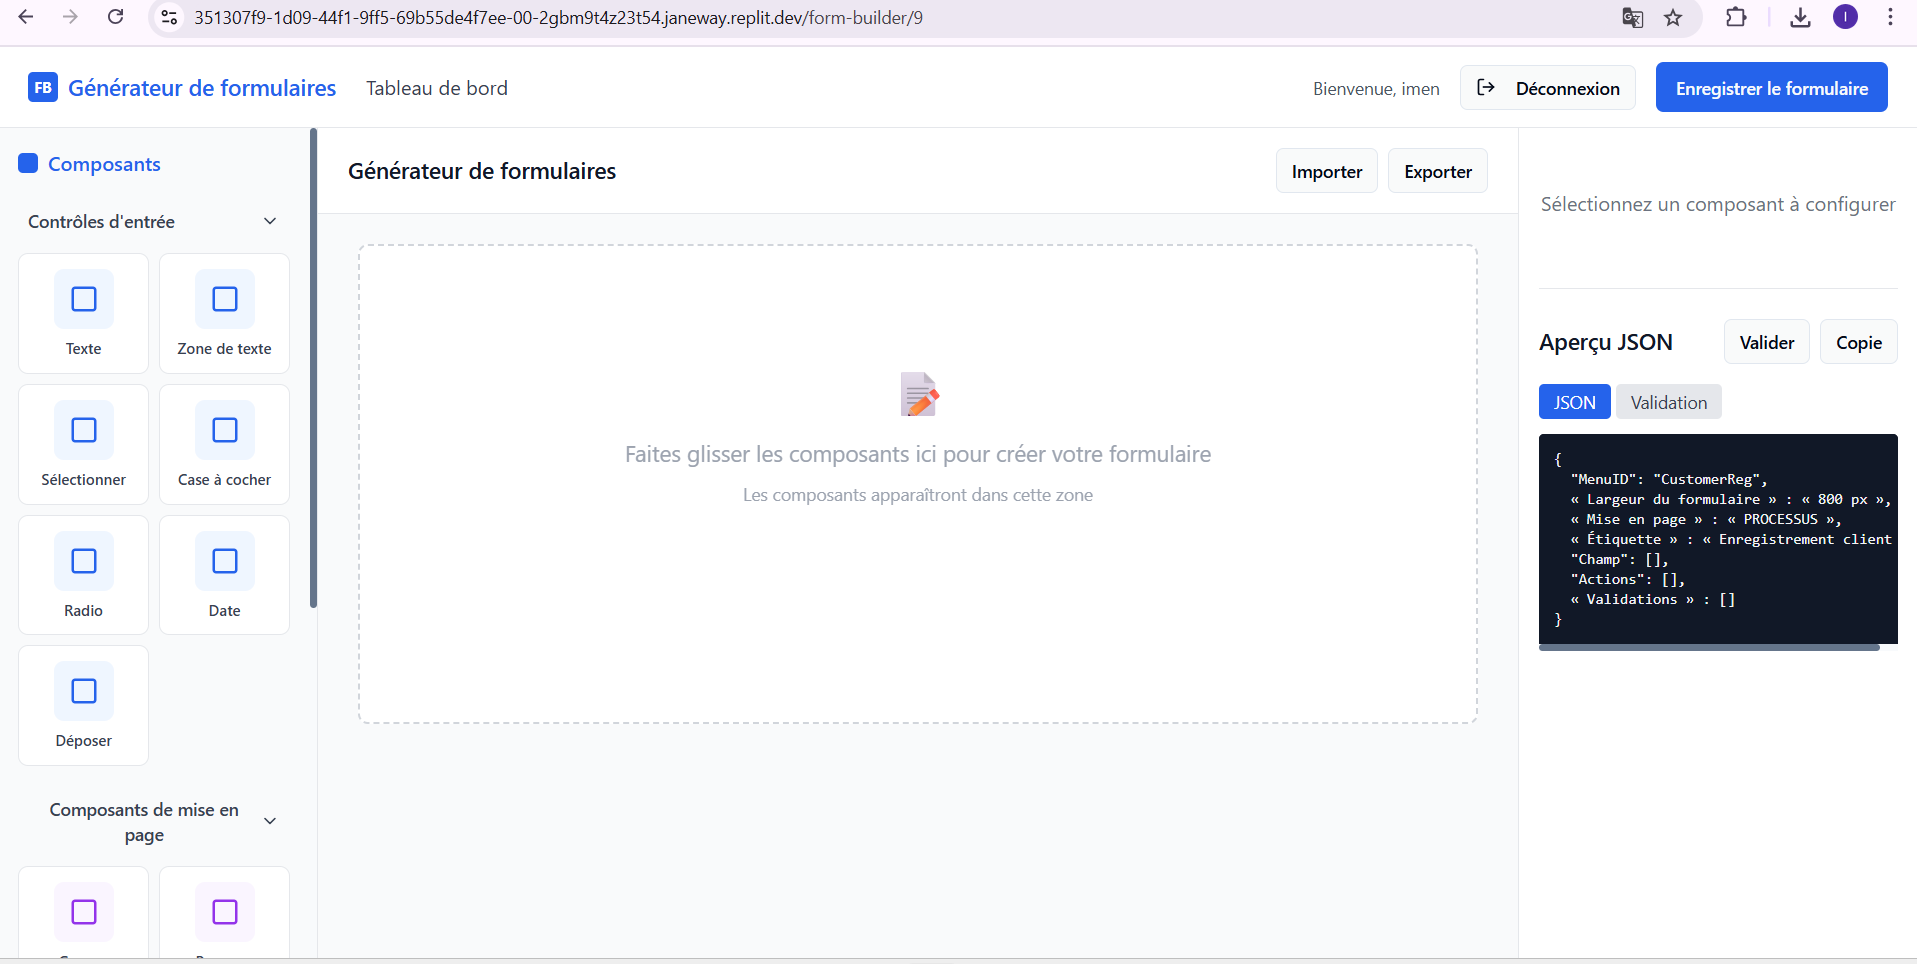 351307f9-1d09-44f1-9ff5-69b55de4f7ee-00-2gbm9t4z23t54.janeway.replit.dev/form-builder/9
I
FB Générateur de formulaires
Tableau de bord
Bienvenue, imen
Déconnexion
Enregistrer le formulaire
Composants
Contrôles d'entrée
Texte
Zone de texte
Sélectionner
Case à cocher
Radio
Date
Déposer
Composants de mise en
page
Générateur de formulaires
Importer
Exporter
Faites glisser les composants ici pour créer votre formulaire
Les composants apparaîtront dans cette zone
Sélectionnez un composant à configurer
Aperçu JSON
Valider
Copie
JSON
Validation
{
"MenuID": "CustomerReg",
« Largeur du formulaire » : « 800 px »,
« Mise en page » : « PROCESSUS »,
« Étiquette » : « Enregistrement client
"Champ": [],
"Actions": [],
« Validations » : []
}